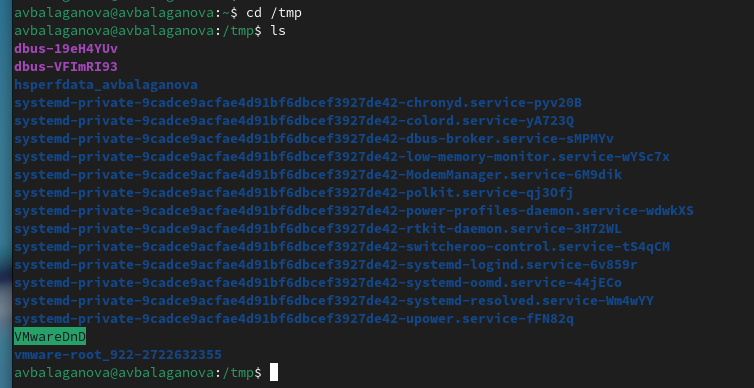 avbalaganova@avbalaganova:~$ cd /tmp
avbalaganova@avbalaganova:/tmp$ ls
dbus-19eH4YUv
dbus-VFImRI93
hsperfdata_avbalaganova
systemd-private-9cadce9acfae4d91bf6dbcef3927de42-chronyd.service-pyv20B
systemd-private-9cadce9acfae4d91bf6dbcef3927de42-colord.service-yA723Q
systemd-private-9cadce9acfae4d91bf6dbcef3927de42-dbus-broker.service-sMPMYv
systemd-private-9cadce9acfae4d91bf6dbcef3927de42-low-memory-monitor.service-wYSc7x
systemd-private-9cadce9acfae4d91bf6dbcef3927de42-ModemManager.service-6M9dik
systemd-private-9cadce9acfae4d91bf6dbcef3927de42-polkit.service-qj3Ofj
systemd-private-9cadce9acfae4d91bf6dbcef3927de42-power-profiles-daemon.service-wdwkXS
systemd-private-9cadce9acfae4d91bf6dbcef3927de42-rtkit-daemon.service-3H72WL
systemd-private-9cadce9acfae4d91bf6dbcef3927de42-switcheroo-control.service-tS4qCM
systemd-private-9cadce9acfae4d91bf6dbcef3927de42-systemd-logind.service-6v859r
systemd-private-9cadce9acfae4d91bf6dbcef3927de42-systemd-oomd.service-44jECo
systemd-private-9cadce9acfae4d91bf6dbcef3927de42-systemd-resolved.service-Wm4wYY
systemd-private-9cadce9acfae4d91bf6dbcef3927de42-upower.service-fFN82q
VMwareDnD
vmware-root_922-2722632355
avbalaganova@avbalaganova:/tmp$